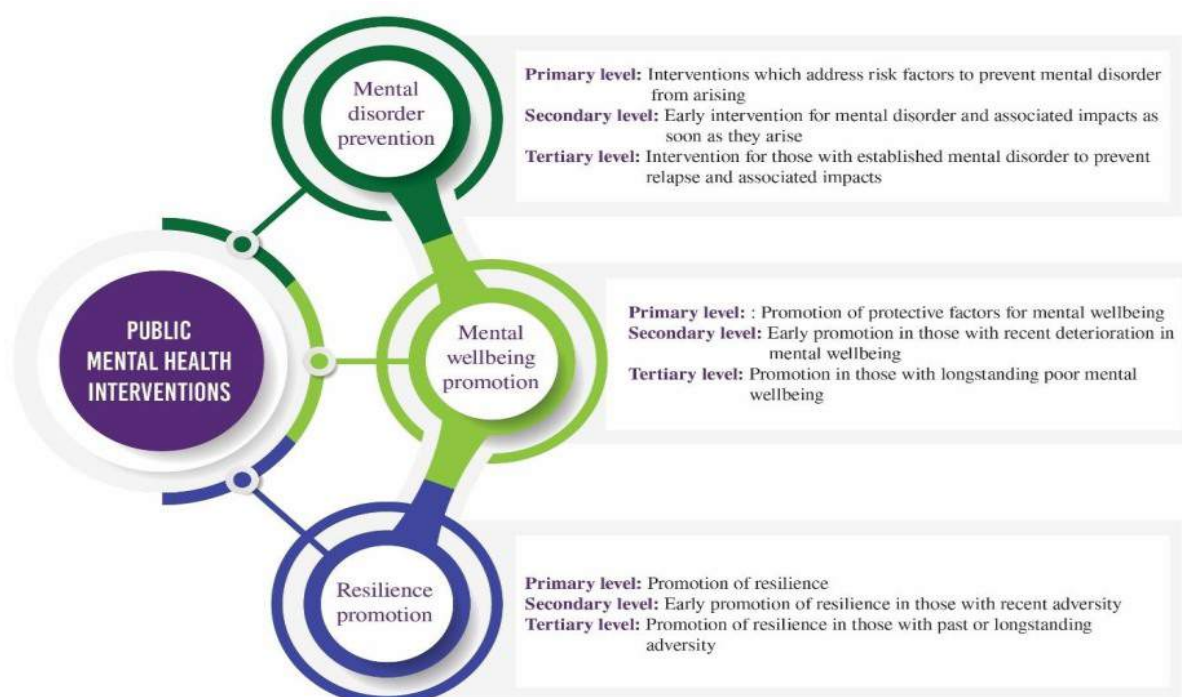 Mental
disorder
prevention
Primary level: Interventions which address risk factors to prevent mental disorder
from arising
Secondary level: Early intervention for mental disorder and associated impacts as
soon as they arise
Tertiary level: Intervention for those with established mental disorder to prevent
relapse and associated impacts
PUBLIC
MENTAL HEALTH
INTERVENTIONS
Mental
wellbeing
promotion
Primary level: : Promotion of protective factors for mental wellbeing
Secondary level: Early promotion in those with recent deterioration in
mental wellbeing
Tertiary level: Promotion in those with longstanding poor mental
wellbeing
Resilience
promotion
Primary level: Promotion of resilience
Secondary level: Early promotion of resilience in those with recent adversity
Tertiary level: Promotion of resilience in those with past or longstanding
adversity